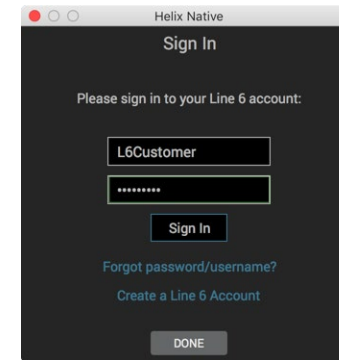 Helix Native
Sign In
Please sign in to your Line 6 account:
L6Customer
•••••••••
Sign In
Forgot password/username?
Create a Line 6 Account
DONE